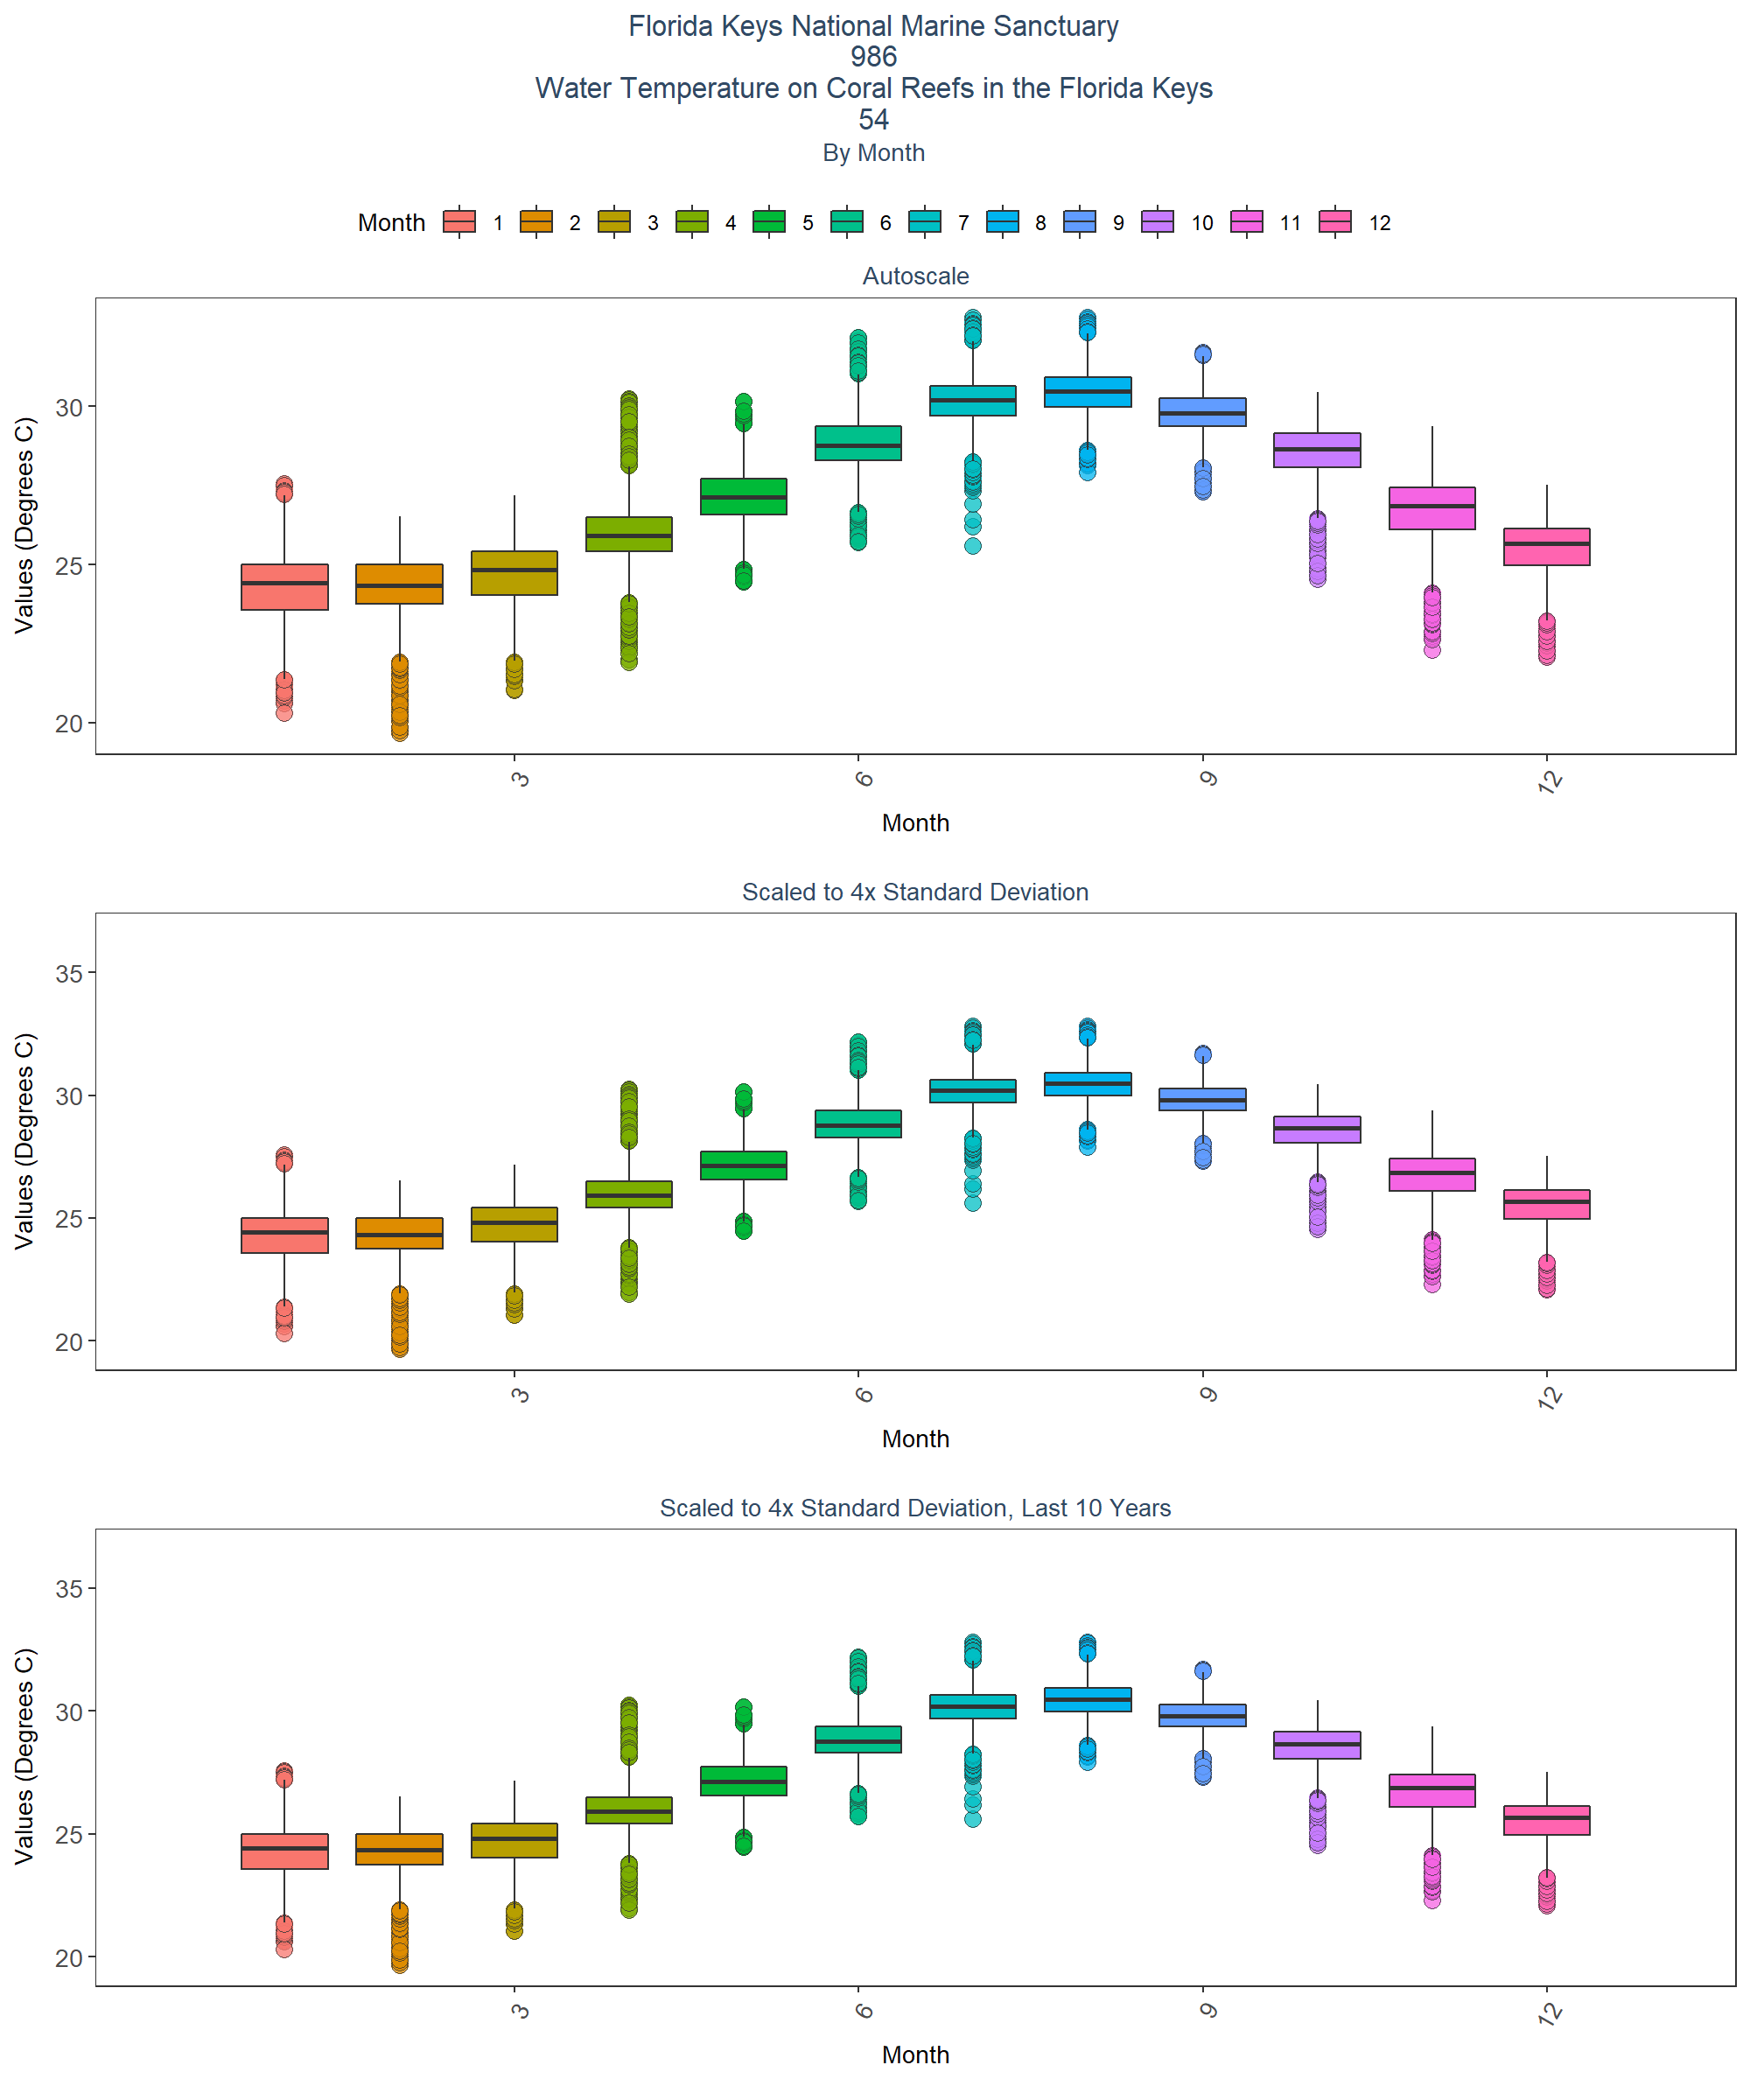 Florida Keys National Marine Sanctuary
986
Water Temperature on Coral Reefs in the Florida Keys
54
By Month
Month 1 2 3 4 5 6 7 8 9 10 11 12
Autoscale
Values (Degrees C)
30
25
20
3 6 9 12
Month
Scaled to 4x Standard Deviation
Values (Degrees C)
35
30
25
20
3 6 9 12
Month
Scaled to 4x Standard Deviation, Last 10 Years
Values (Degrees C)
35
30
25
20
3 6 9 12
Month